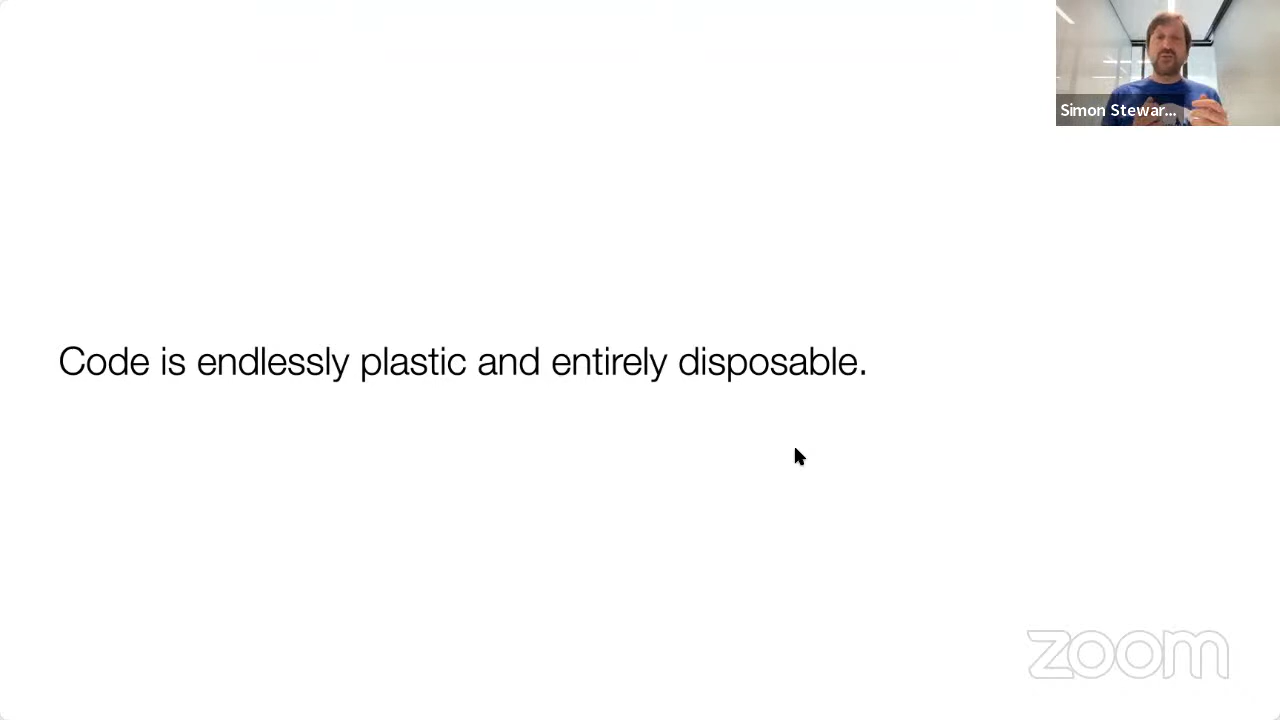 Simon Stewar...
Code is endlessly plastic and entirely disposable.
zoom